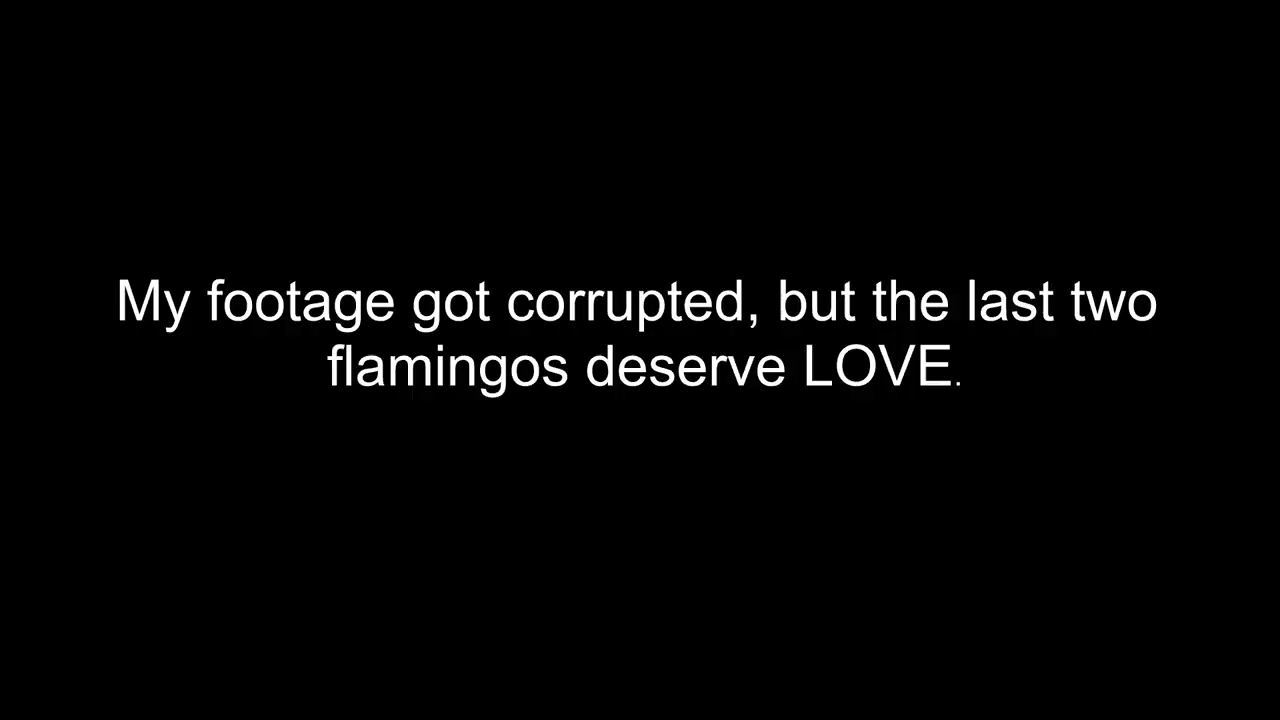 My footage got corrupted, but the last two
flamingos deserve LOVE.